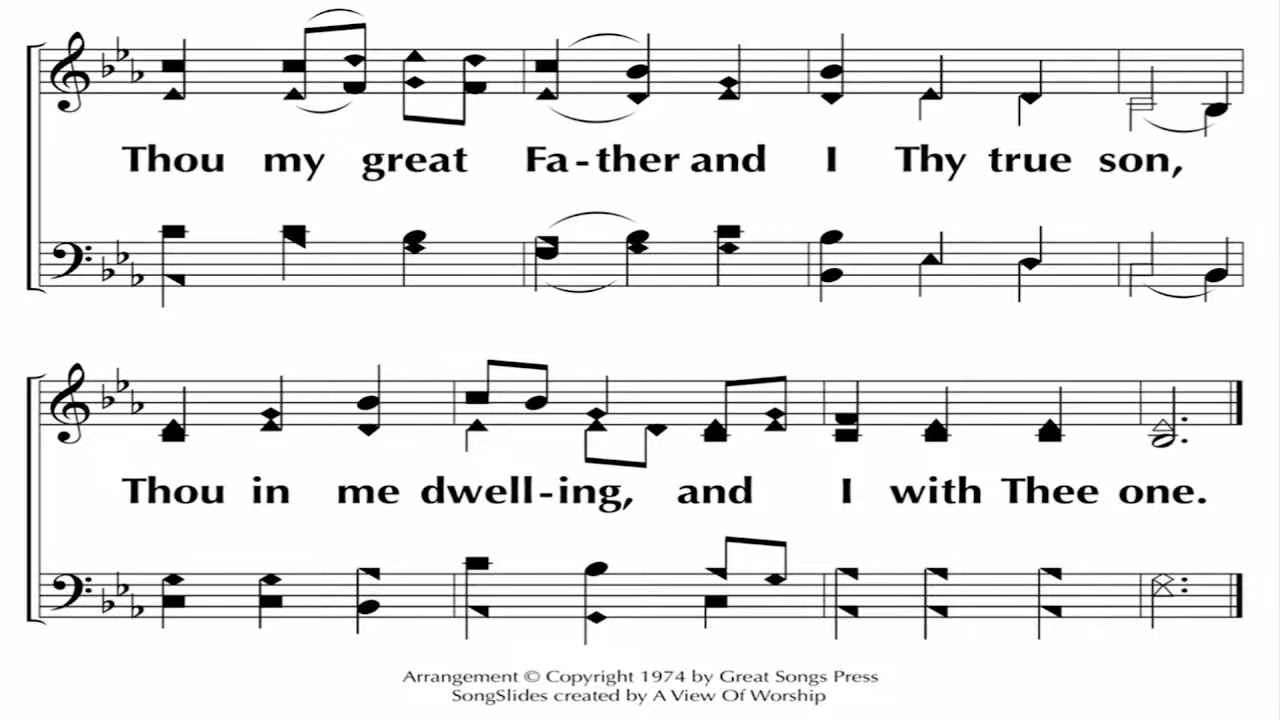 Thou my great Fa-ther and I Thy true son,
Thou in me dwell-ing, and I with Thee one.
Arrangement © Copyright 1974 by Great Songs Press
SongSlides created by A View Of Worship